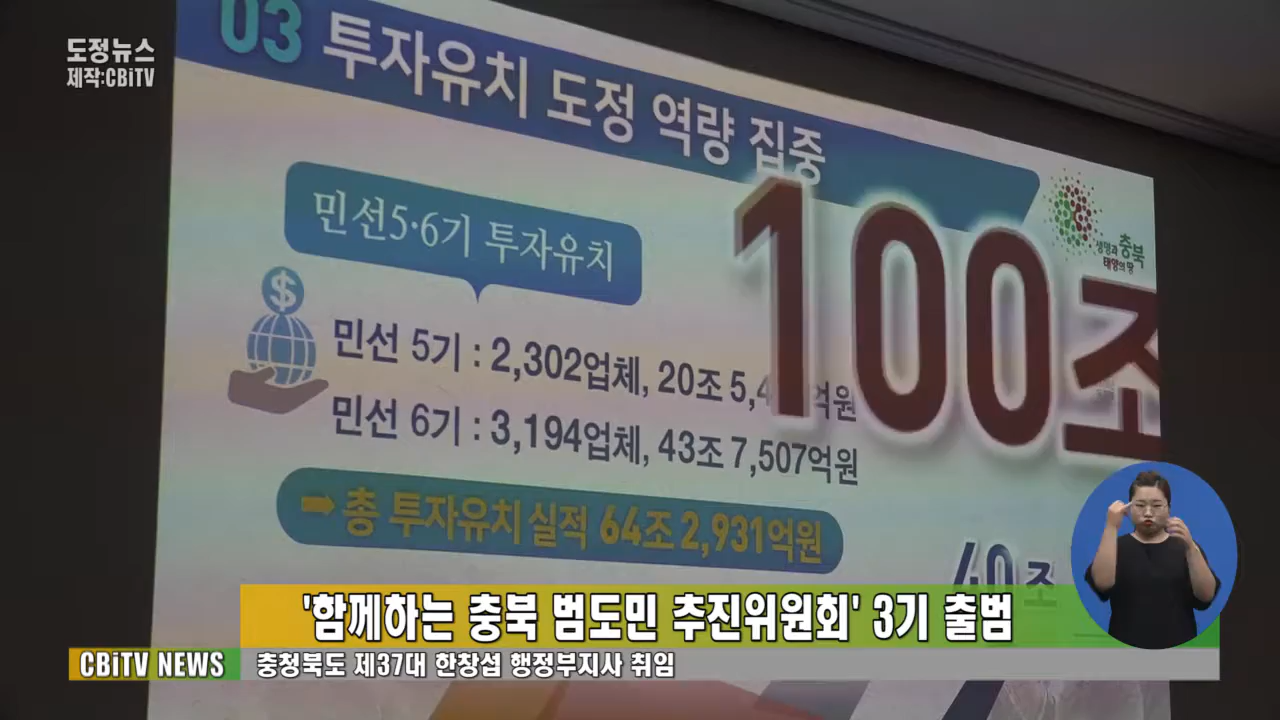 도정뉴스
제작:CBiTV
03 투자유치 도정 역량 집중
민선5·6기 투자유치
100조
생명과 충북
태양의 땅
$
민선 5기 : 2,302업체, 20조 5,4 억원
민선 6기 : 3,194업체, 43조 7,507억원
➡ 총 투자유치 실적 64조 2,931억원
40조
'함께하는 충북 범도민 추진위원회' 3기 출범
CBiTV NEWS
충청북도 제37대 한창섭 행정부지사 취임